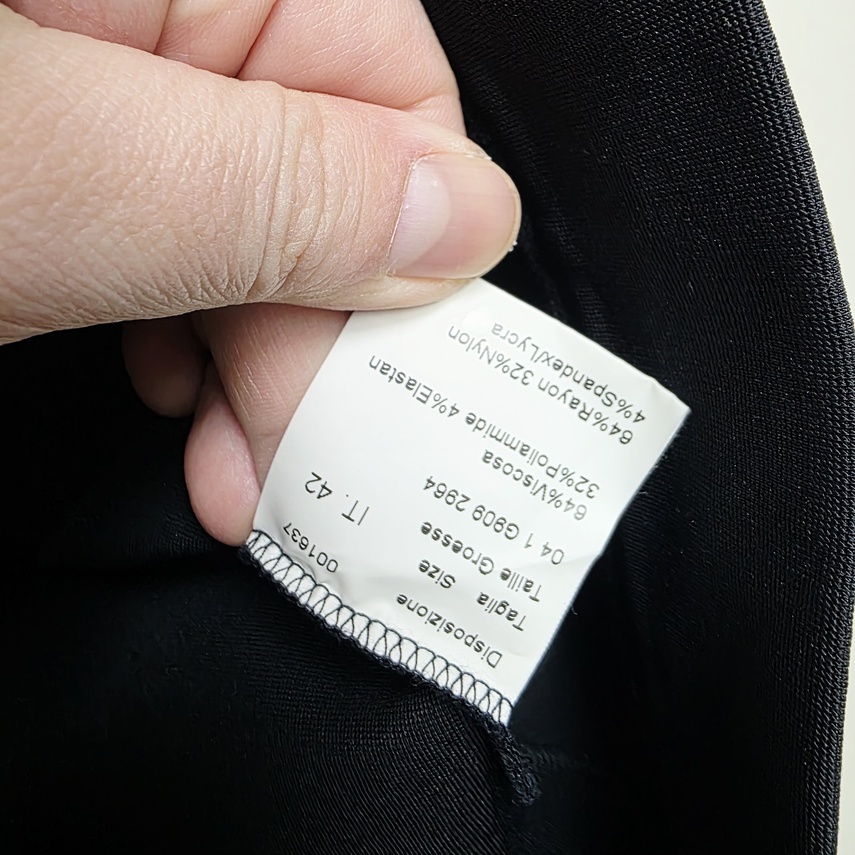 Disposizione 001637
Taglia Size
Taille Groesse IT. 42
04 1 G909 2964
64%Viscosa
32%Poliammide 4%Elastan
64%Rayon 32%Nylon
4%Spandex/Lycra